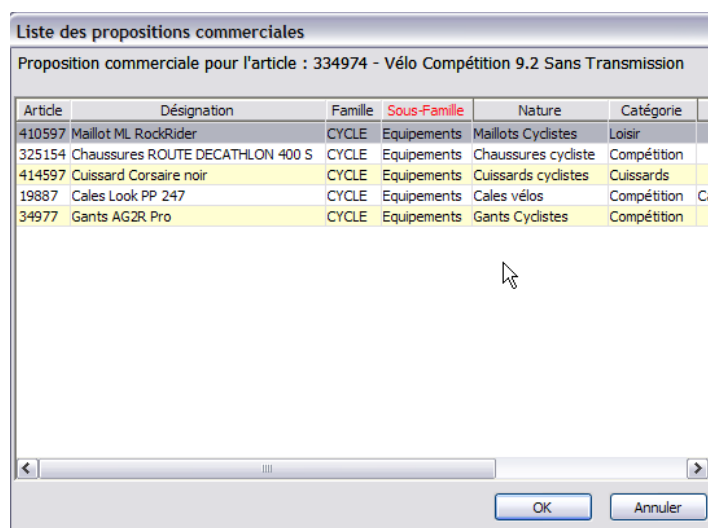 Liste des propositions commerciales
Proposition commerciale pour l'article : 334974 - Vélo Compétition 9.2 Sans Transmission
Article Désignation Famille Sous-Famille Nature Catégorie
410597 Maillot ML RockRider CYCLE Equipements Maillots Cyclistes Loisir
325154 Chaussures ROUTE DECATHLON 400 S CYCLE Equipements Chaussures cycliste Compétition
414597 Cuissard Corsaire noir CYCLE Equipements Cuissards cyclistes Cuissards
19887 Cales Look PP 247 CYCLE Equipements Cales vélos Compétition
34977 Gants AG2R Pro CYCLE Equipements Gants Cyclistes Compétition
OK Annuler